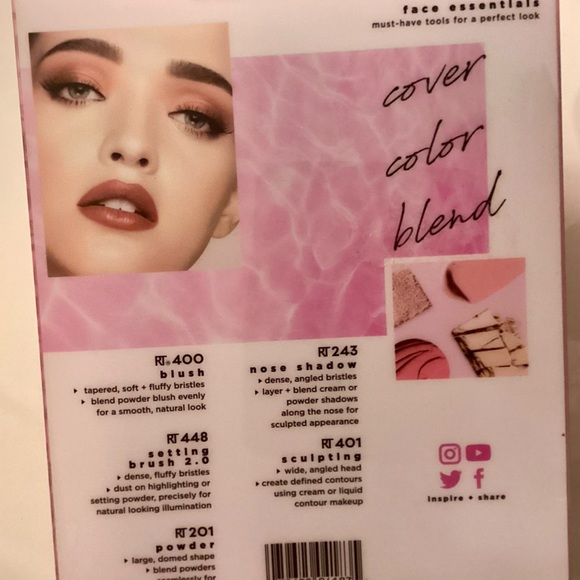 face essentials
must-have tools for a perfect look
cover
color
blend
RT® 400
blush
▸ tapered, soft + fluffy bristles
▸ blend powder blush evenly
for a smooth, natural look
RT 448
setting
brush 2.0
▸ dense, fluffy bristles
▸ dust on highlighting or
setting powder, precisely for
natural looking illumination
RT 201
powder
▸ large, domed shape
▸ blend powders
seamlessly for
RT 243
nose shadow
▸ dense, angled bristles
▸ layer + blend cream or
powder shadows
along the nose for
sculpted appearance
RT 401
sculpting
▸ wide, angled head
▸ create defined contours
using cream or liquid
contour makeup
inspire + share